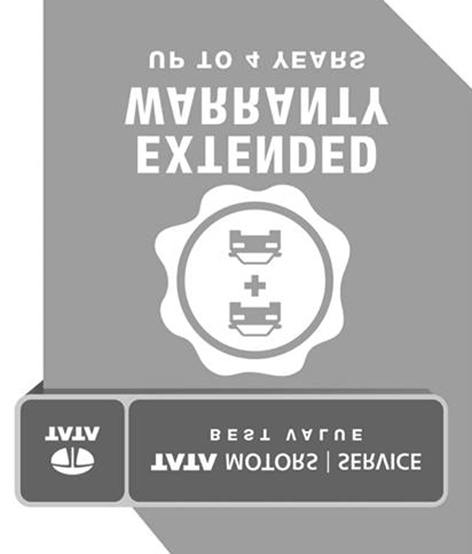 TATA MOTORS | SERVICE
BEST VALUE
TATA
EXTENDED
WARRANTY
UP TO 4 YEARS